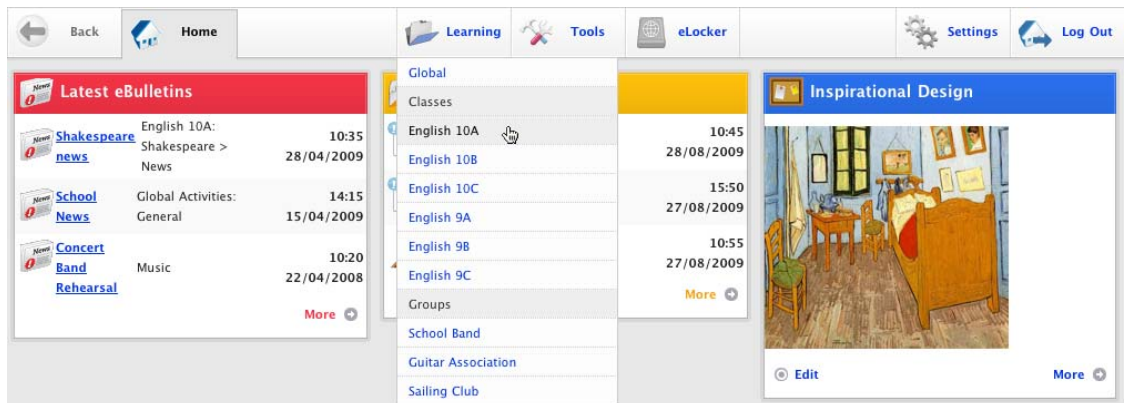 Back
Home
Learning
Tools
eLocker
Settings
Log Out
Latest eBulletins
Shakespeare
news
English 10A:
Shakespeare >
News
10:35
28/04/2009
School
News
Global Activities:
General
14:15
15/04/2009
Concert
Band
Rehearsal
Music
10:20
22/04/2008
More
Global
Classes
English 10A
English 10B
English 10C
English 9A
English 9B
English 9C
Groups
School Band
Guitar Association
Sailing Club
10:45
28/08/2009
15:50
27/08/2009
10:55
27/08/2009
More
Inspirational Design
Edit
More